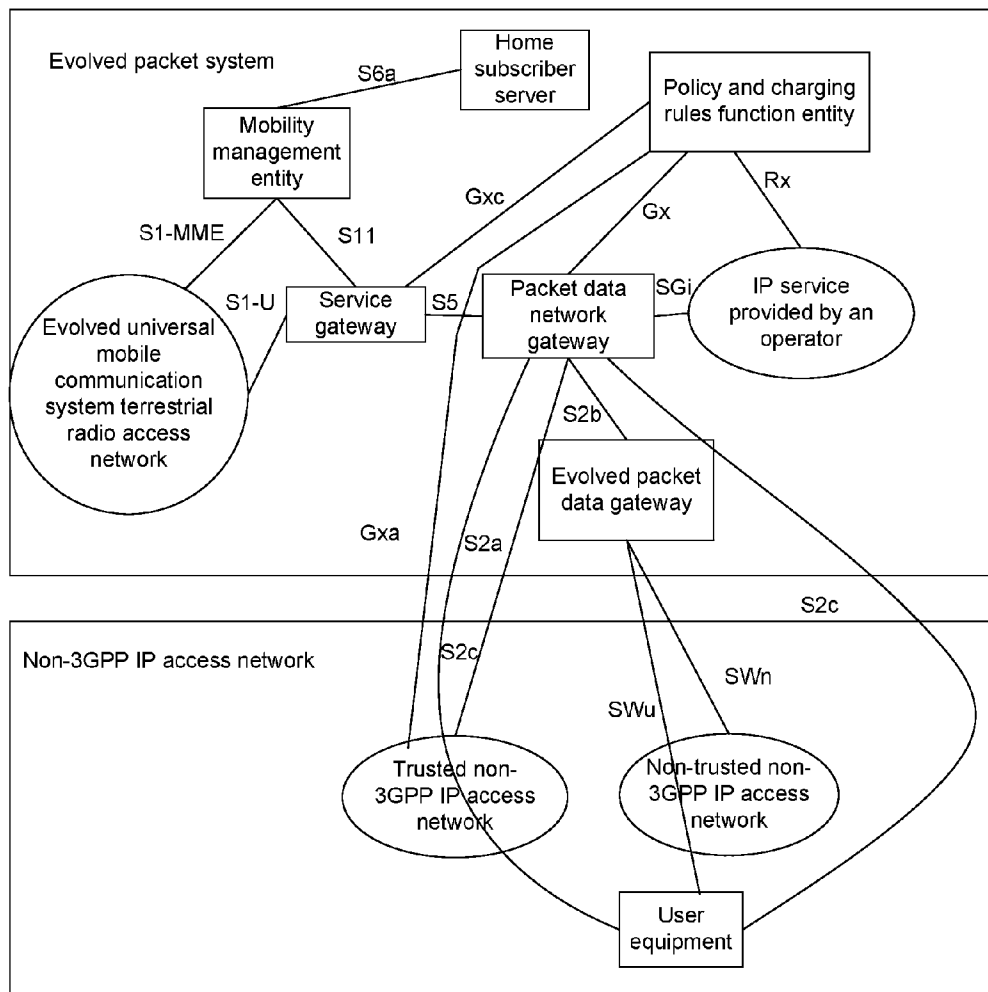 Evolved packet system
Home
subscriber
server
S6a
Policy and charging
rules function entity
Mobility
management
entity
Gxc
Rx
Gx
S1-MME
S11
S1-U
Service
gateway
S5
Packet data
network
gateway
SGi
IP service
provided by an
operator
Evolved universal
mobile
communication
system terrestrial
radio access
network
S2b
Evolved packet
data gateway
Gxa
S2a
S2c
Non-3GPP IP access network
S2c
SWn
SWu
Trusted non-
3GPP IP access
network
Non-trusted non-
3GPP IP access
network
User
equipment